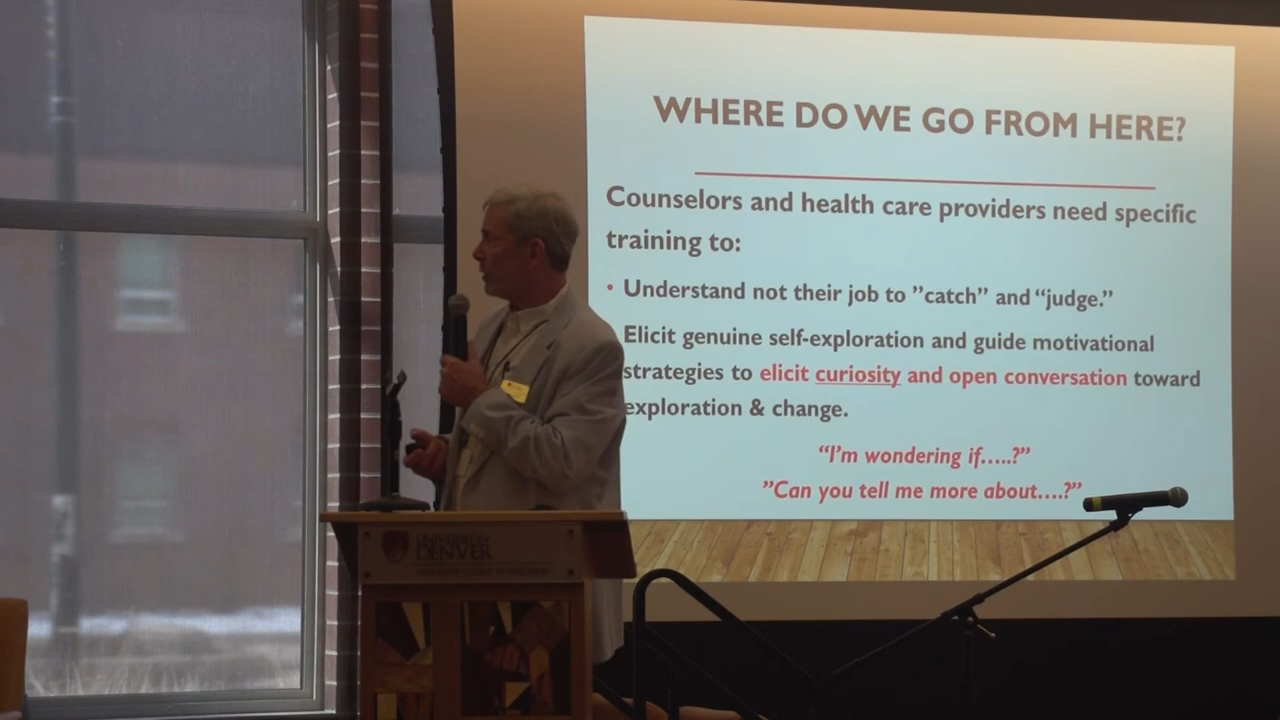 WHERE DO WE GO FROM HERE?
Counselors and health care providers need specific
training to:
• Understand not their job to ”catch” and “judge.”
Elicit genuine self-exploration and guide motivational
strategies to elicit curiosity and open conversation toward
exploration & change.
“I’m wondering if…..?”
”Can you tell me more about….?”
UNIVERSITY of
DENVER